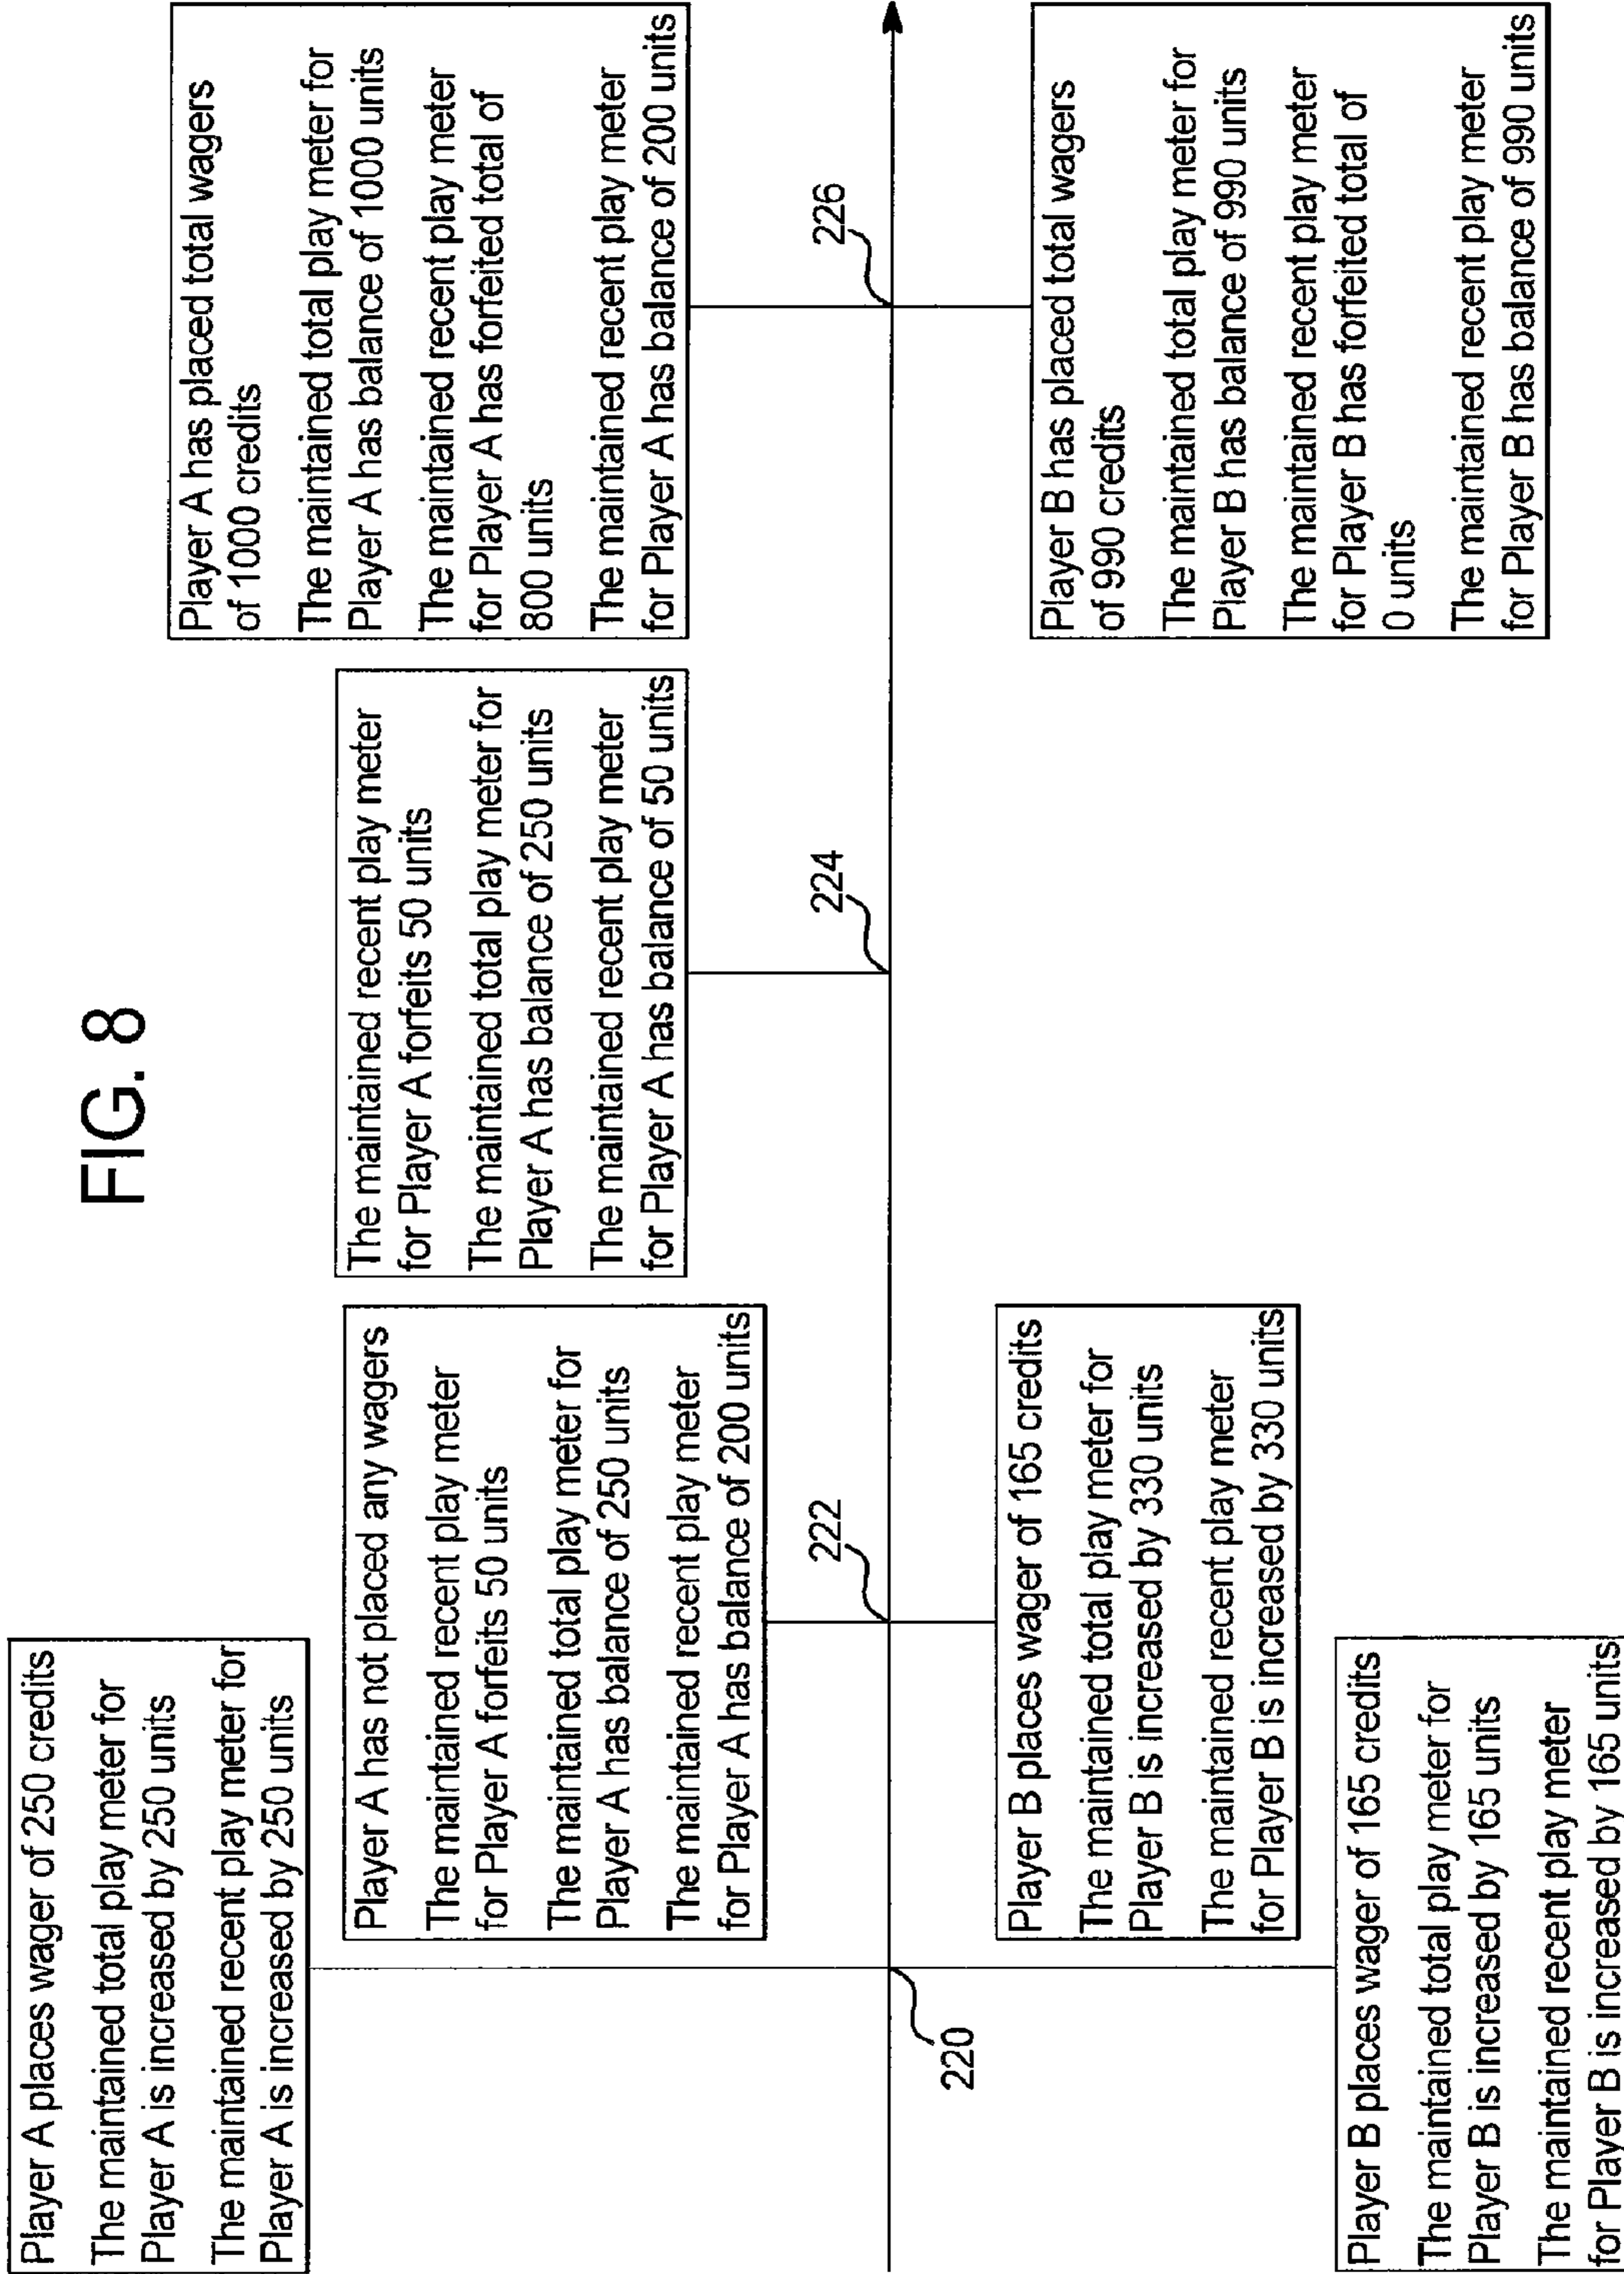 FIG. 8
Player A places wager of 250 credits
The maintained total play meter for
Player A is increased by 250 units
The maintained recent play meter for
Player A is increased by 250 units
Player A has not placed any wagers
The maintained recent play meter
for Player A forfeits 50 units
The maintained total play meter for
Player A has balance of 250 units
The maintained recent play meter
for Player A has balance of 200 units
The maintained recent play meter
for Player A forfeits 50 units
The maintained total play meter for
Player A has balance of 250 units
The maintained recent play meter
for Player A has balance of 50 units
Player A has placed total wagers
of 1000 credits
The maintained total play meter for
Player A has balance of 1000 units
The maintained recent play meter
for Player A has forfeited total of
800 units
The maintained recent play meter
for Player A has balance of 200 units
220
222
224
226
Player B places wager of 165 credits
The maintained total play meter for
Player B is increased by 165 units
The maintained recent play meter
for Player B is increased by 165 units
Player B places wager of 165 credits
The maintained total play meter for
Player B is increased by 330 units
The maintained recent play meter
for Player B is increased by 330 units
Player B has placed total wagers
of 990 credits
The maintained total play meter for
Player B has balance of 990 units
The maintained recent play meter
for Player B has forfeited total of
0 units
The maintained recent play meter
for Player B has balance of 990 units